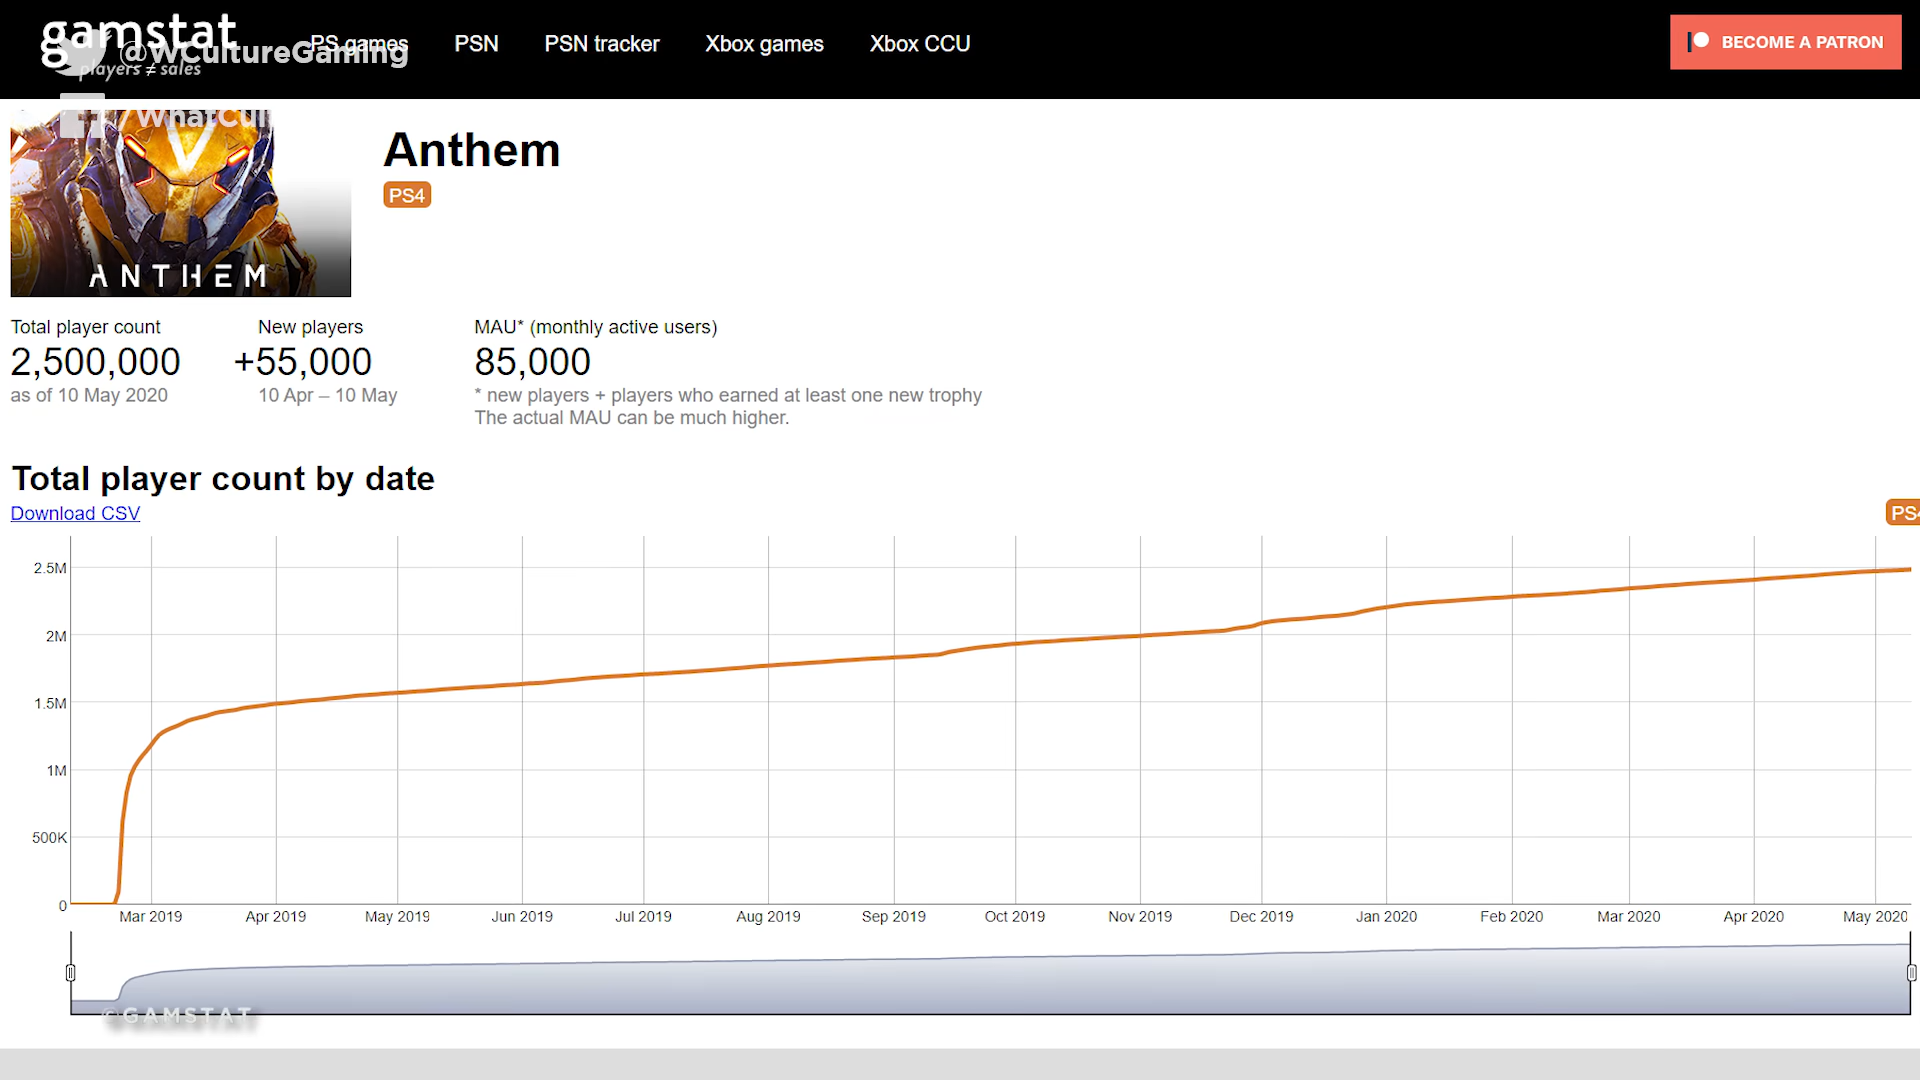 gamstat
players ≠ sales
@WCultureGaming
PS games
PSN
PSN tracker
Xbox games
Xbox CCU
BECOME A PATRON
/WhatCul
ANTHEM
Anthem
PS4
Total player count
2,500,000
as of 10 May 2020
New players
+55,000
10 Apr – 10 May
MAU* (monthly active users)
85,000
* new players + players who earned at least one new trophy
The actual MAU can be much higher.
Total player count by date
Download CSV
PS4
2.5M
2M
1.5M
1M
500K
0
Mar 2019
Apr 2019
May 2019
Jun 2019
Jul 2019
Aug 2019
Sep 2019
Oct 2019
Nov 2019
Dec 2019
Jan 2020
Feb 2020
Mar 2020
Apr 2020
May 2020
©GAMSTAT